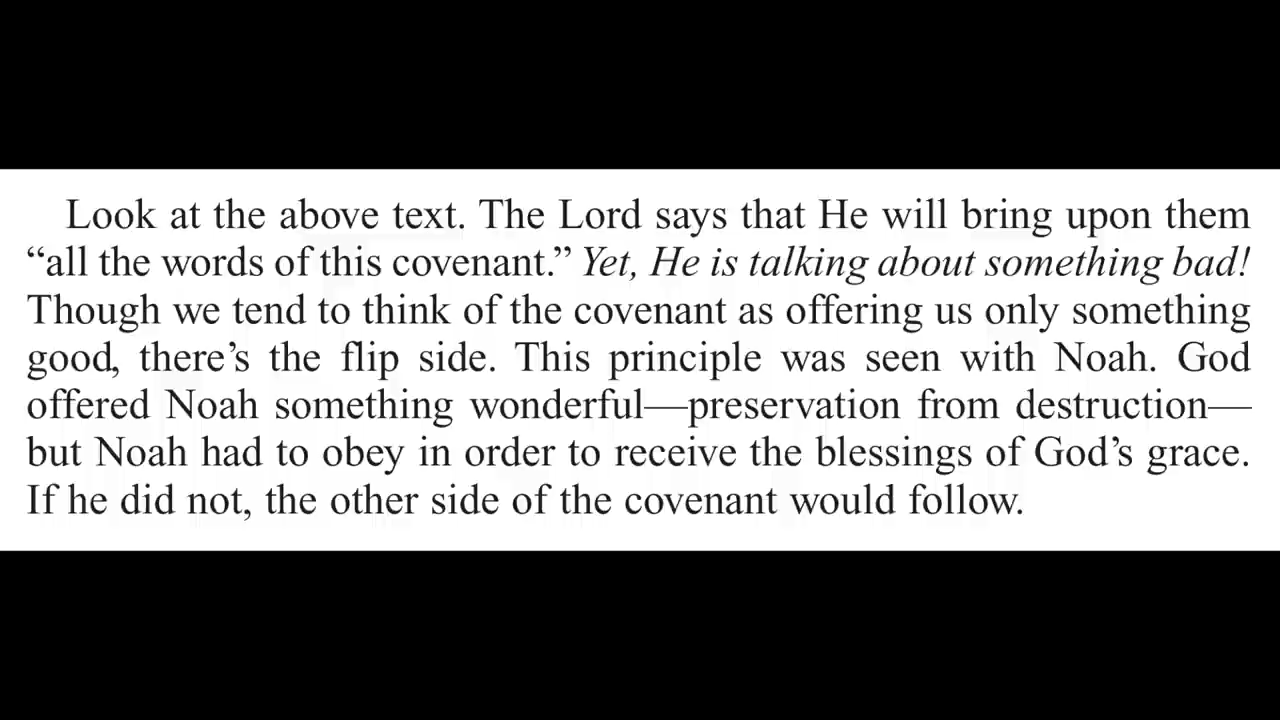 Look at the above text. The Lord says that He will bring upon them
“all the words of this covenant.” Yet, He is talking about something bad!
Though we tend to think of the covenant as offering us only something
good, there’s the flip side. This principle was seen with Noah. God
offered Noah something wonderful—preservation from destruction—
but Noah had to obey in order to receive the blessings of God’s grace.
If he did not, the other side of the covenant would follow.